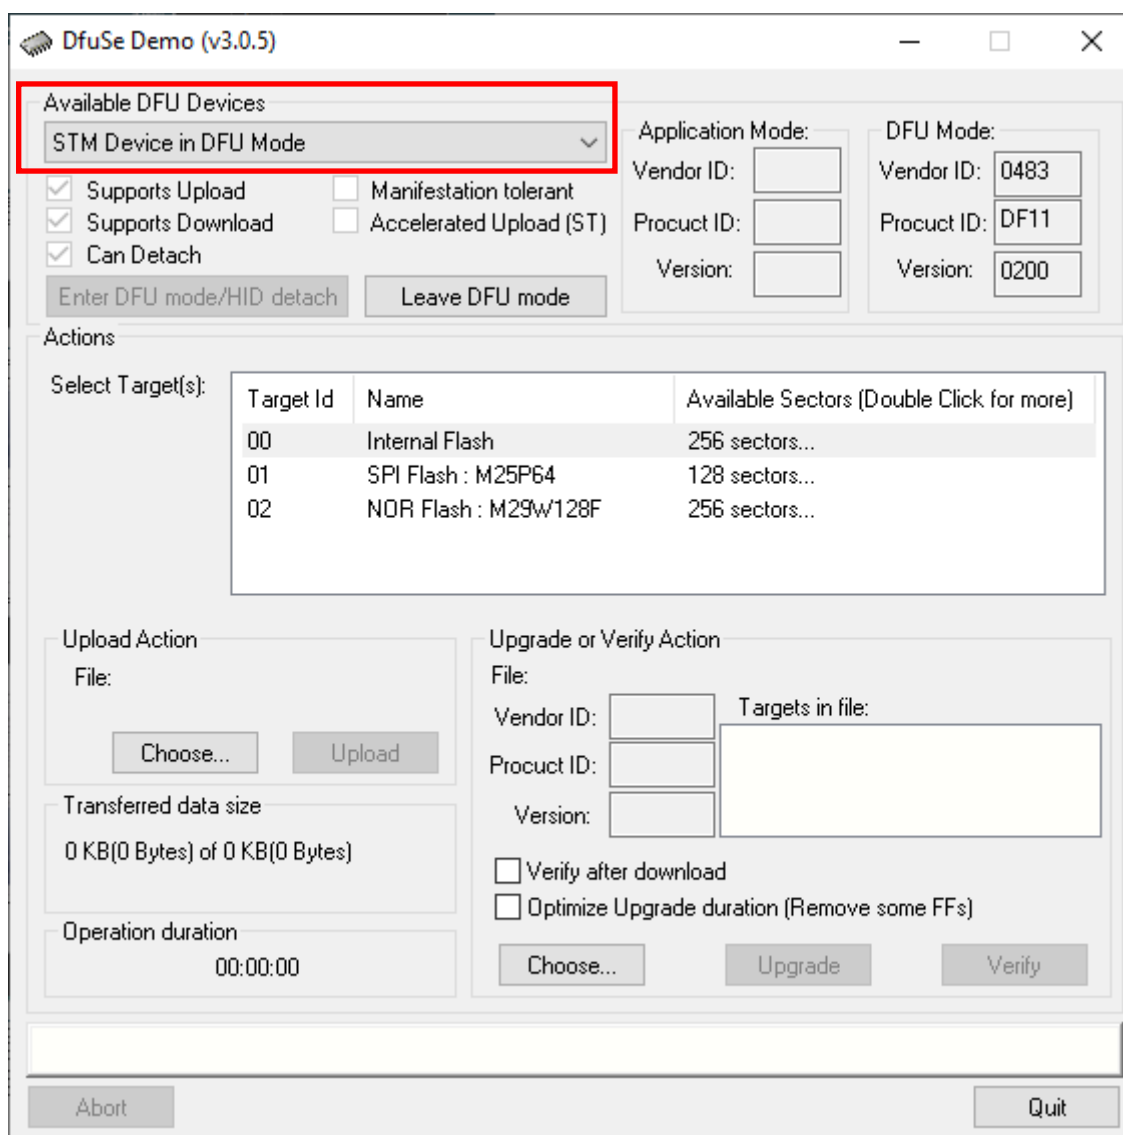 DfuSe Demo (v3.0.5)
Available DFU Devices
STM Device in DFU Mode
Supports Upload
Manifestation tolerant
Supports Download
Accelerated Upload (ST)
Can Detach
Enter DFU mode/HID detach
Leave DFU mode
Application Mode:
Vendor ID:
Procuct ID:
Version:
DFU Mode:
Vendor ID: 0483
Procuct ID: DF11
Version: 0200
Actions
Select Target(s):
Target Id Name Available Sectors (Double Click for more)
00 Internal Flash 256 sectors...
01 SPI Flash : M25P64 128 sectors...
02 NOR Flash : M29W128F 256 sectors...
Upload Action
File:
Choose... Upload
Transferred data size
0 KB(0 Bytes) of 0 KB(0 Bytes)
Operation duration
00:00:00
Upgrade or Verify Action
File:
Vendor ID:
Procuct ID:
Version:
Targets in file:
Verify after download
Optimize Upgrade duration (Remove some FFs)
Choose... Upgrade Verify
Abort Quit